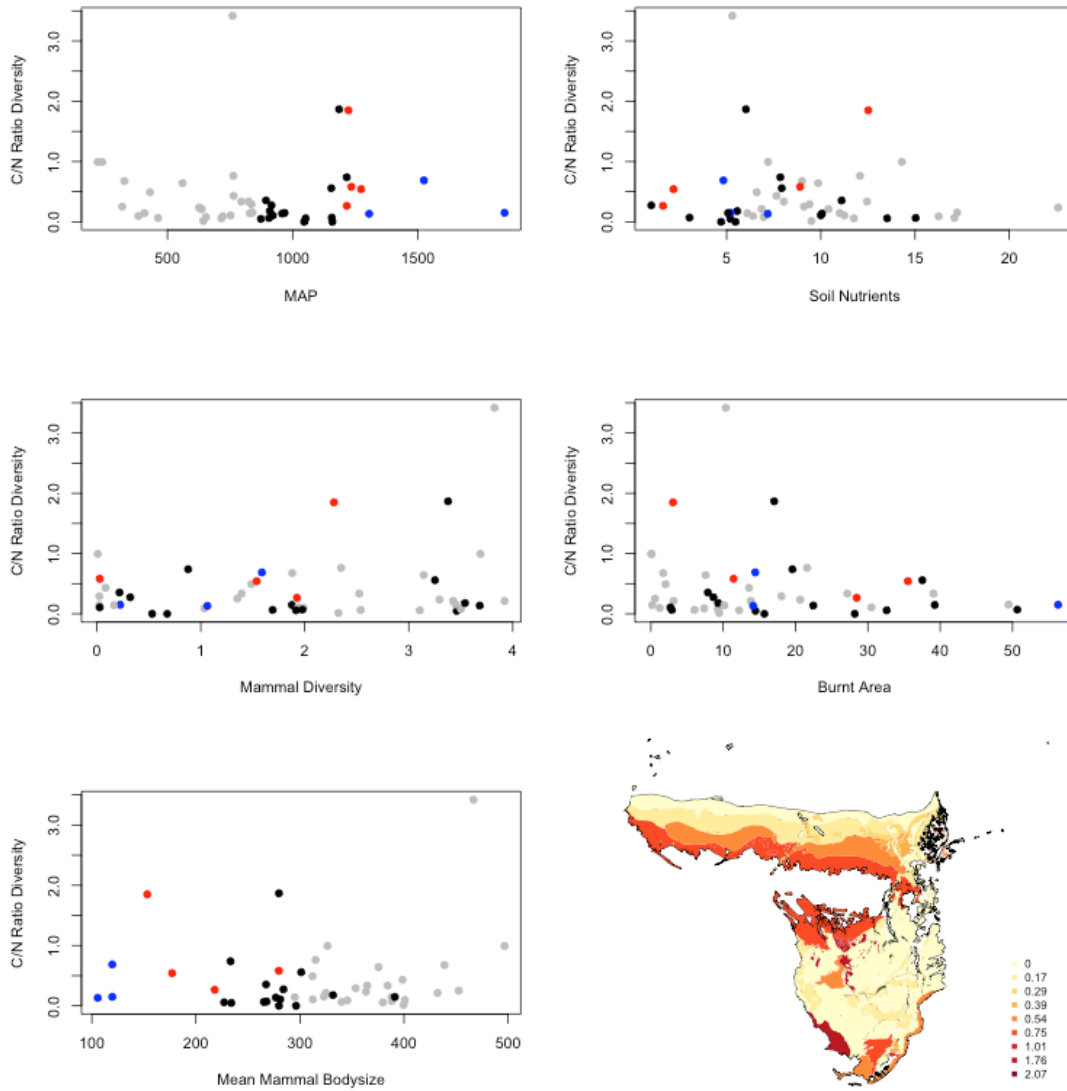 C/N Ratio Diversity
0.0 1.0 2.0 3.0
500 1000 1500
MAP
C/N Ratio Diversity
0.0 1.0 2.0 3.0
5 10 15 20
Soil Nutrients
C/N Ratio Diversity
0.0 1.0 2.0 3.0
0 1 2 3 4
Mammal Diversity
C/N Ratio Diversity
0.0 1.0 2.0 3.0
0 10 20 30 40 50
Burnt Area
C/N Ratio Diversity
0.0 1.0 2.0 3.0
100 200 300 400 500
Mean Mammal Bodysize
0
0.17
0.29
0.39
0.54
0.75
1.01
1.76
2.07